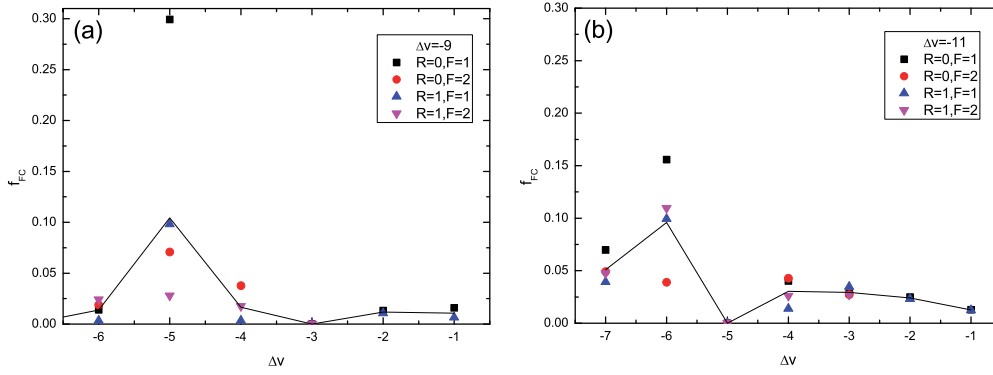 (a)
Δv=-9
R=0,F=1
R=0,F=2
R=1,F=1
R=1,F=2
0.30
0.25
0.20
0.15
0.10
0.05
0.00
f_FC
-6 -5 -4 -3 -2 -1
Δv
(b)
Δv=-11
R=0,F=1
R=0,F=2
R=1,F=1
R=1,F=2
0.30
0.25
0.20
0.15
0.10
0.05
0.00
f_FC
-7 -6 -5 -4 -3 -2 -1
Δv